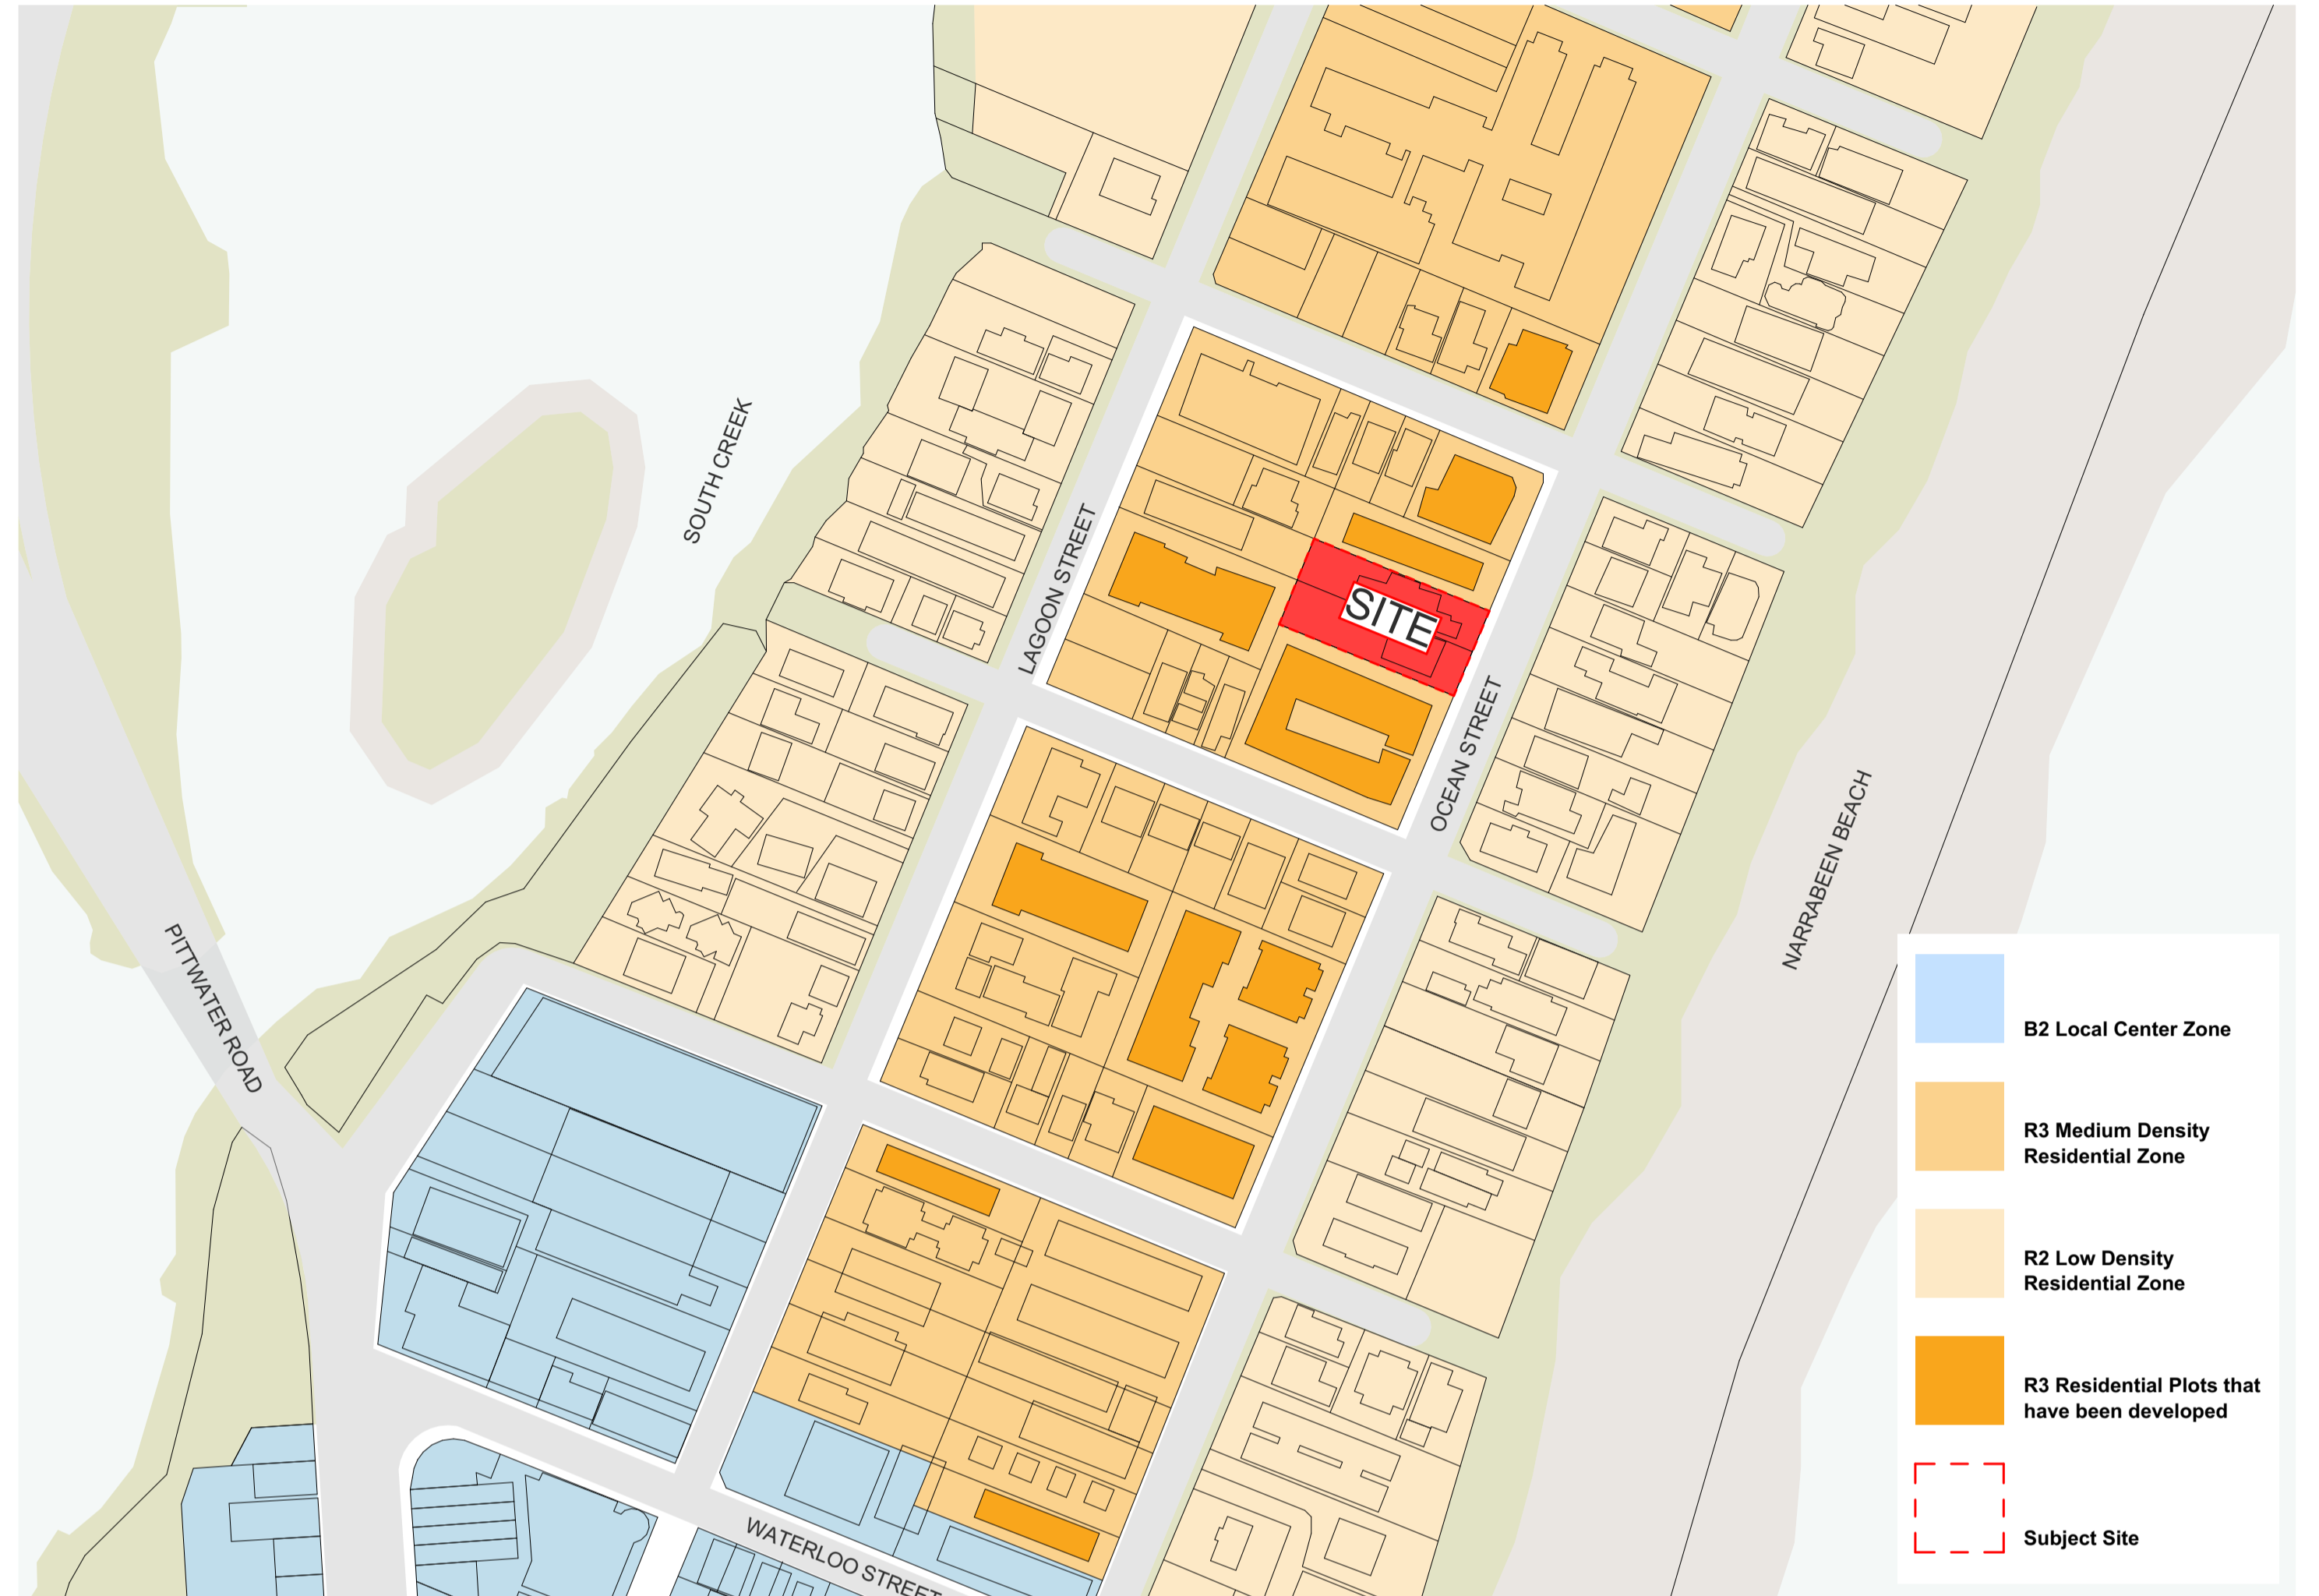 SOUTH CREEK
LAGOON STREET
SITE
OCEAN STREET
NARRABEEN BEACH
PITTWATER ROAD
WATERLOO STREET
B2 Local Center Zone
R3 Medium Density
Residential Zone
R2 Low Density
Residential Zone
R3 Residential Plots that
have been developed
Subject Site